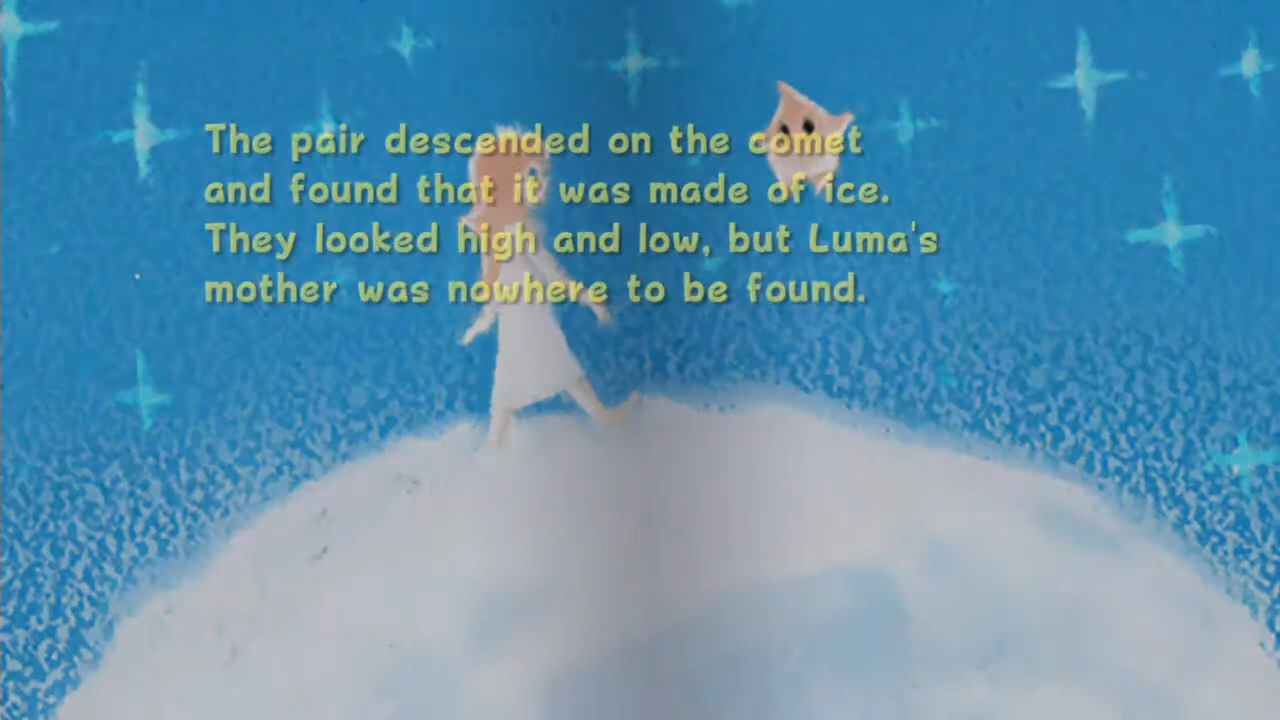 The pair descended on the comet
and found that it was made of ice.
They looked high and low, but Luma's
mother was nowhere to be found.